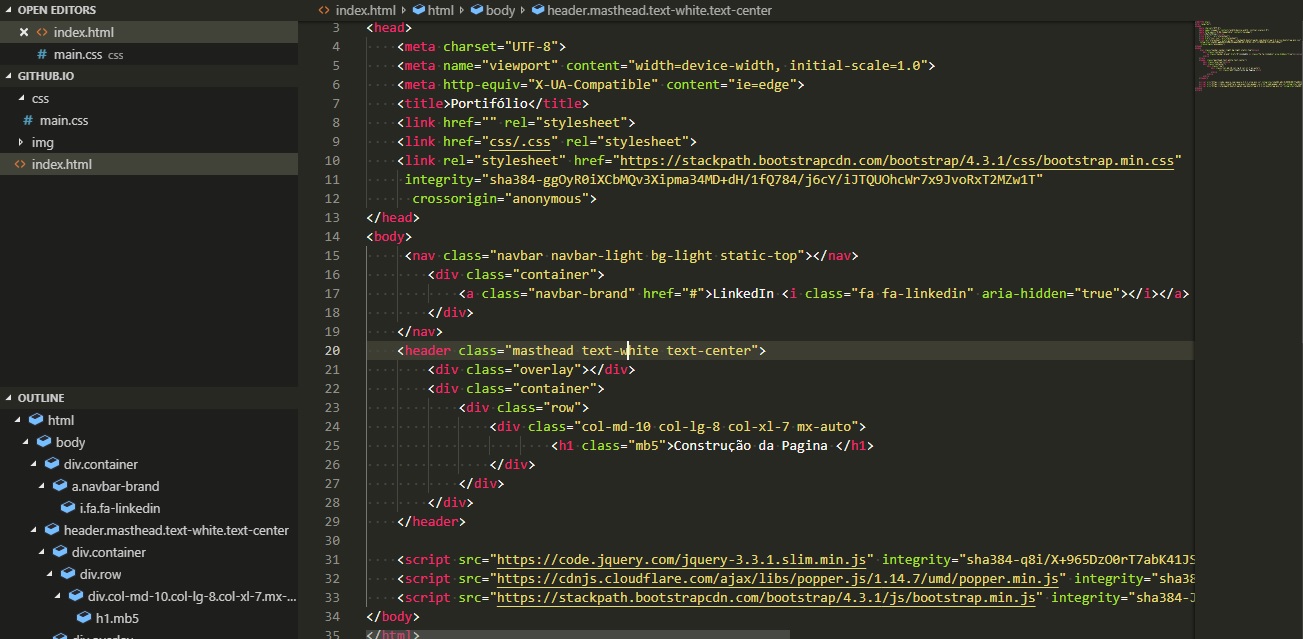 OPEN EDITORS
index.html
main.css css
GITHUB.IO
css
main.css
img
index.html
OUTLINE
html
body
div.container
a.navbar-brand
i.fa.fa-linkedin
header.masthead.text-white.text-center
div.container
div.row
div.col-md-10.col-lg-8.col-xl-7.mx-...
h1.mb5
div.overlay
index.html html body header.masthead.text-white.text-center
3 <head>
4 <meta charset="UTF-8">
5 <meta name="viewport" content="width=device-width, initial-scale=1.0">
6 <meta http-equiv="X-UA-Compatible" content="ie=edge">
7 <title>Portifólio</title>
8 <link href="" rel="stylesheet">
9 <link href="css/.css" rel="stylesheet">
10 <link rel="stylesheet" href="https://stackpath.bootstrapcdn.com/bootstrap/4.3.1/css/bootstrap.min.css"
11 integrity="sha384-ggOyR0iXCbMQv3Xipma34MD+dH/1fQ784/j6cY/iJTQUOhcWr7x9JvoRxT2MZw1T"
12 crossorigin="anonymous">
13 </head>
14 <body>
15 <nav class="navbar navbar-light bg-light static-top"></nav>
16 <div class="container">
17 <a class="navbar-brand" href="#">LinkedIn <i class="fa fa-linkedin" aria-hidden="true"></i></a>
18 </div>
19 </nav>
20 <header class="masthead text-white text-center">
21 <div class="overlay"></div>
22 <div class="container">
23 <div class="row">
24 <div class="col-md-10 col-lg-8 col-xl-7 mx-auto">
25 <h1 class="mb5">Construção da Pagina </h1>
26 </div>
27 </div>
28 </div>
29 </header>
30
31 <script src="https://code.jquery.com/jquery-3.3.1.slim.min.js" integrity="sha384-q8i/X+965DzO0rT7abK41JS
32 <script src="https://cdnjs.cloudflare.com/ajax/libs/popper.js/1.14.7/umd/popper.min.js" integrity="sha38
33 <script src="https://stackpath.bootstrapcdn.com/bootstrap/4.3.1/js/bootstrap.min.js" integrity="sha384-J
34 </body>
35 </html>